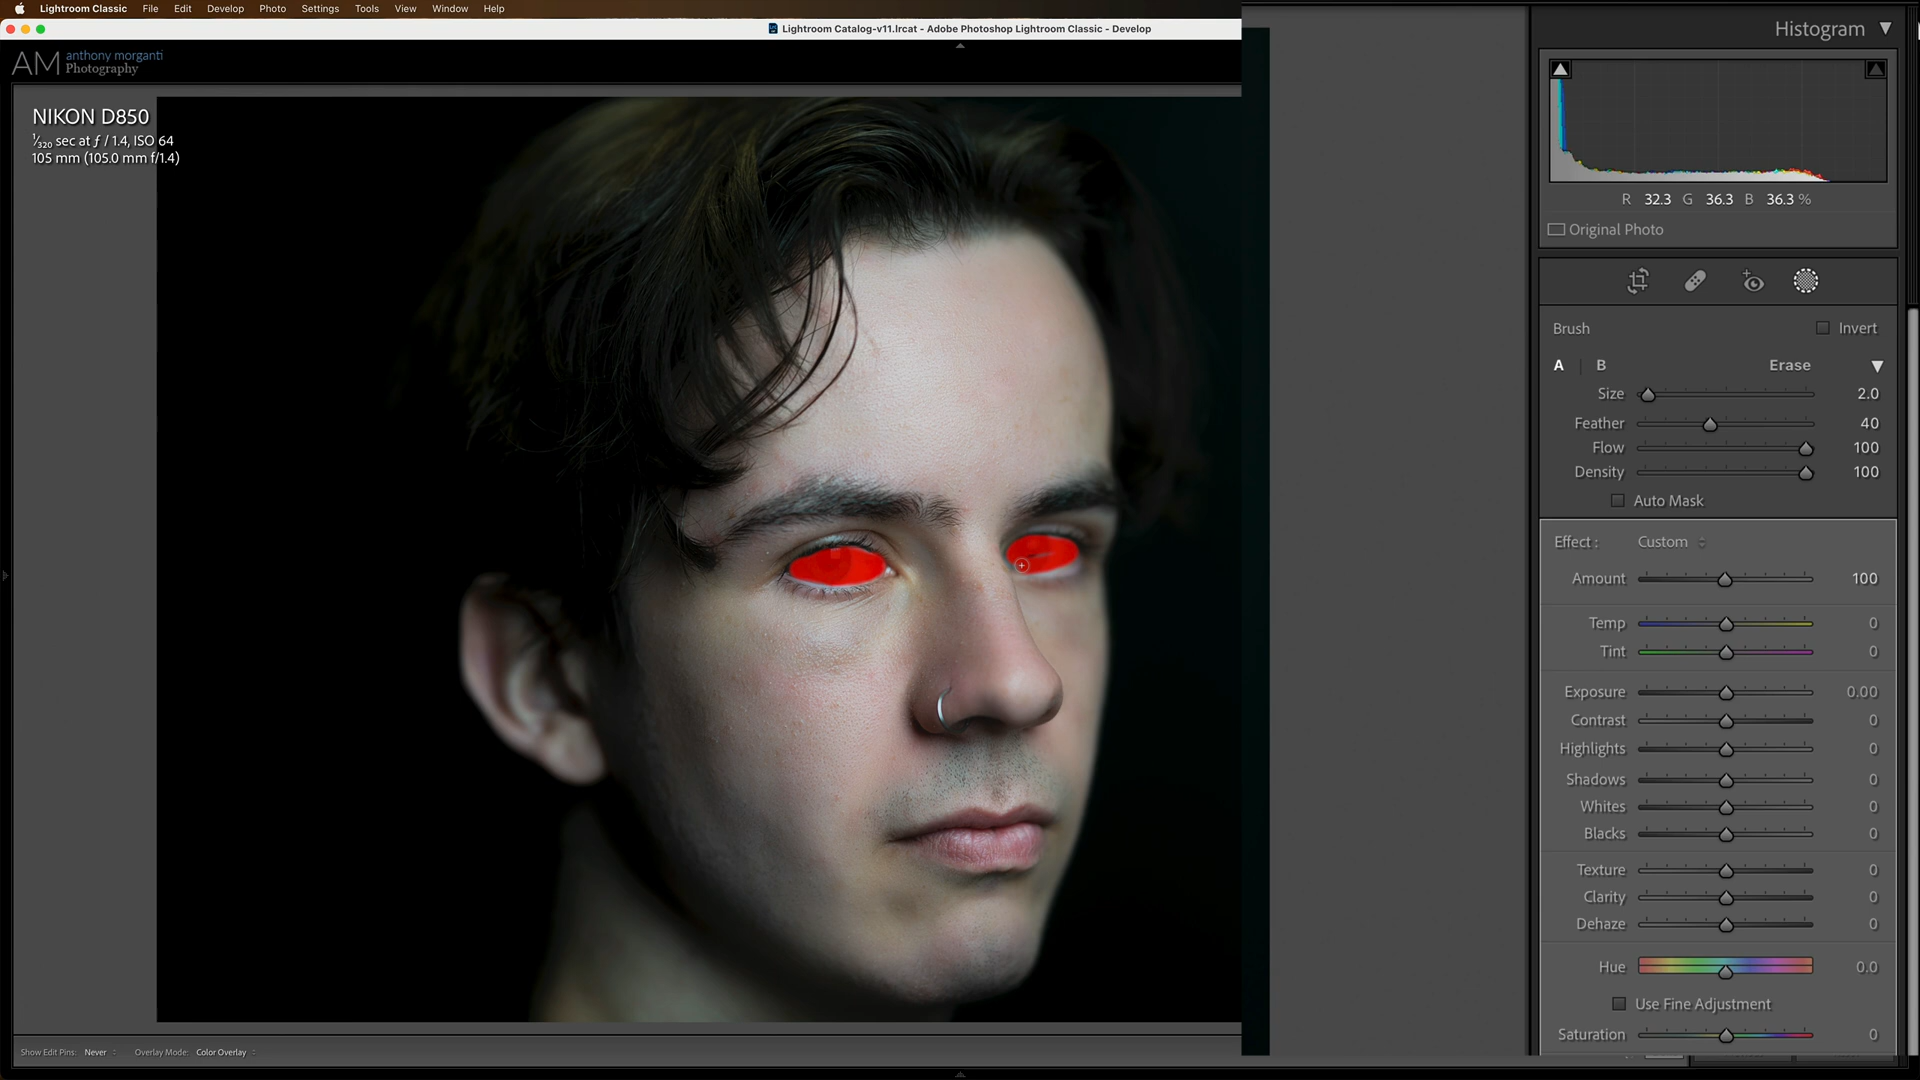 Lightroom Classic File Edit Develop Photo Settings Tools View Window Help
Lightroom Catalog-v11.lrcat - Adobe Photoshop Lightroom Classic - Develop
AM anthony morganti
Photography
NIKON D850
1/320 sec at ƒ / 1.4, ISO 64
105 mm (105.0 mm f/1.4)
Histogram
R 32.3 G 36.3 B 36.3 %
Original Photo
Brush Invert
A B Erase
Size 2.0
Feather 40
Flow 100
Density 100
Auto Mask
Effect : Custom
Amount 100
Temp 0
Tint 0
Exposure 0.00
Contrast 0
Highlights 0
Shadows 0
Whites 0
Blacks 0
Texture 0
Clarity 0
Dehaze 0
Hue 0.0
Use Fine Adjustment
Saturation 0
Show Edit Pins: Never Overlay Mode: Color Overlay